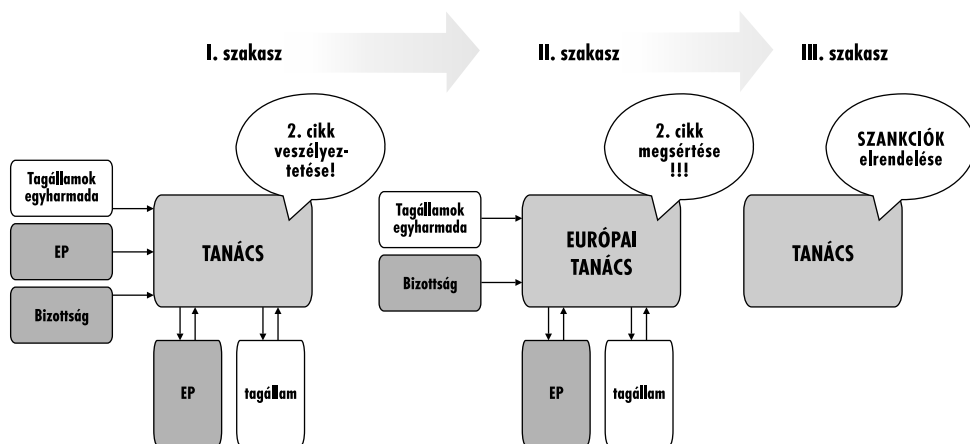 I. szakasz
II. szakasz
III. szakasz
2. cikk
veszélyez-
tetése!
2. cikk
megsértése
!!!
SZANKCIÓK
elrendelése
Tagállamok
egyharmada
EP
Bizottság
TANÁCS
EP
tagállam
Tagállamok
egyharmada
Bizottság
EURÓPAI
TANÁCS
EP
tagállam
TANÁCS